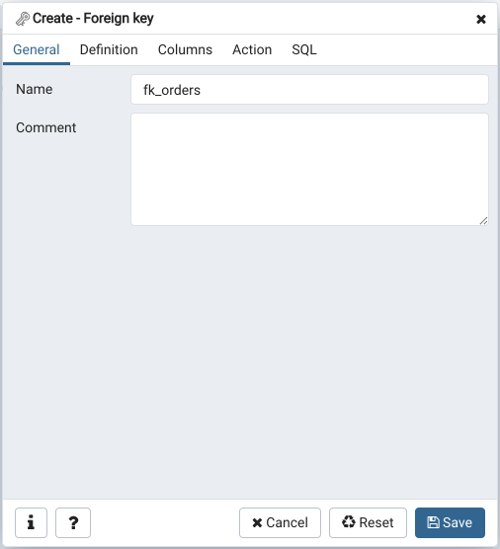 Create - Foreign key
General Definition Columns Action SQL
Name fk_orders
Comment
i ? Cancel Reset Save